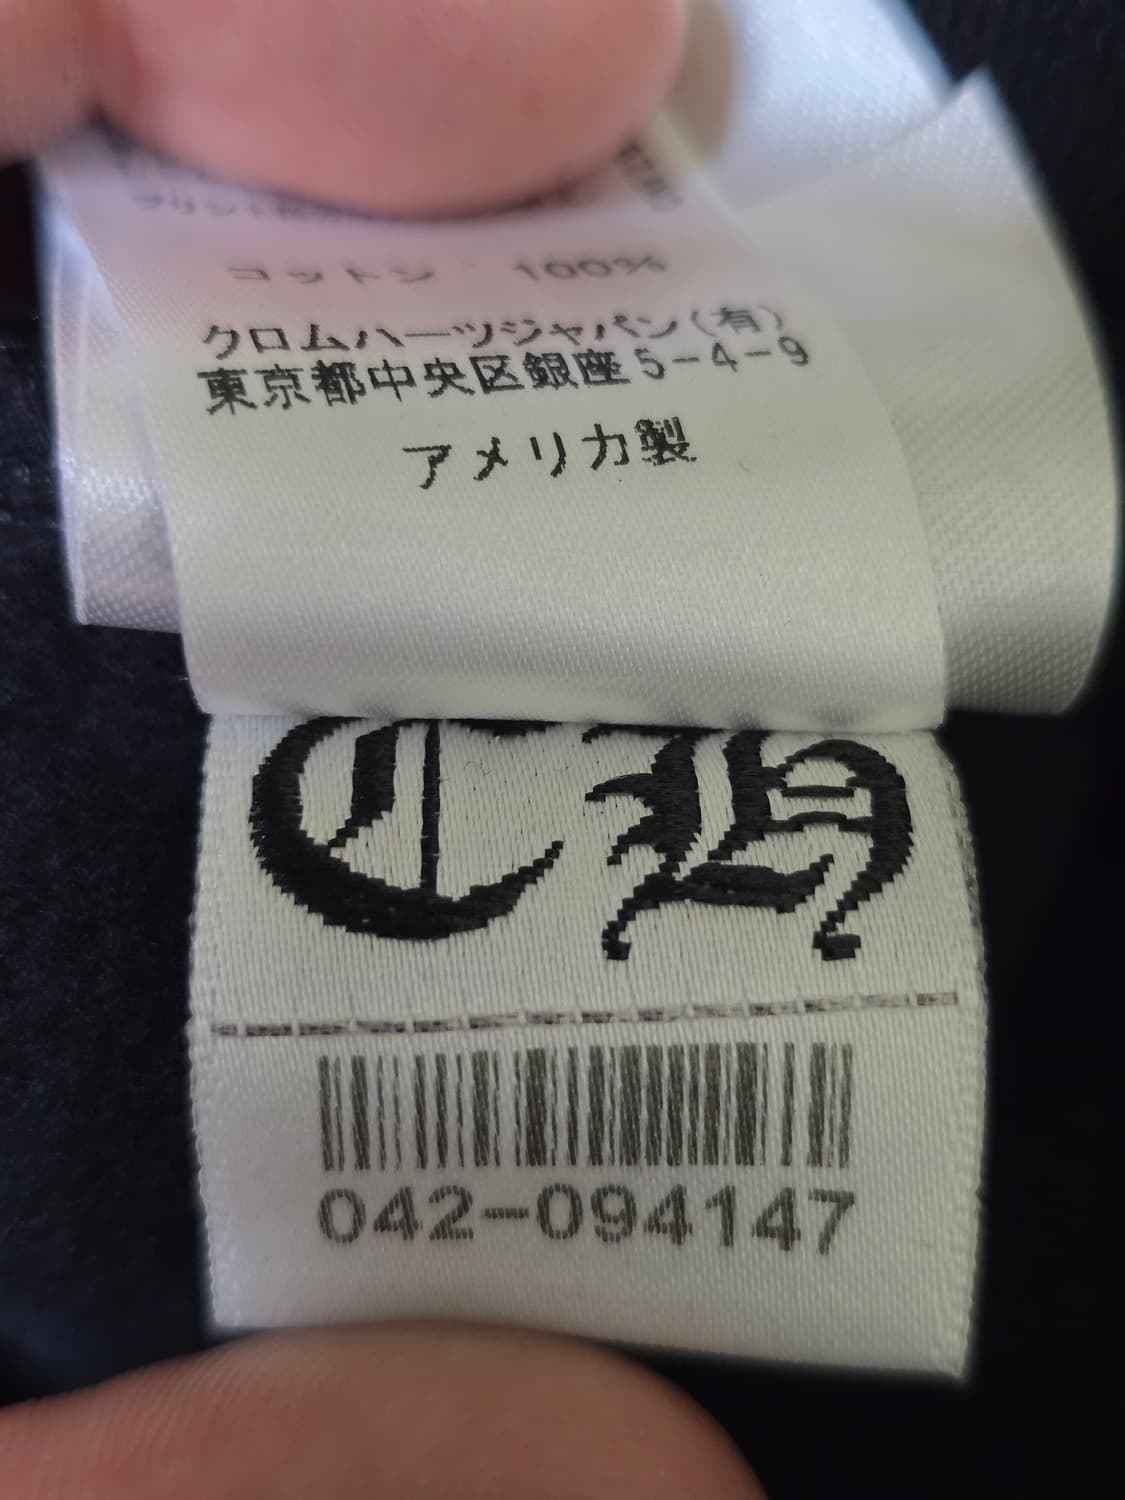 コットン 100%
クロムハーツジャパン(有)
東京都中央区銀座5-4-9
アメリカ製
CH
042-094147